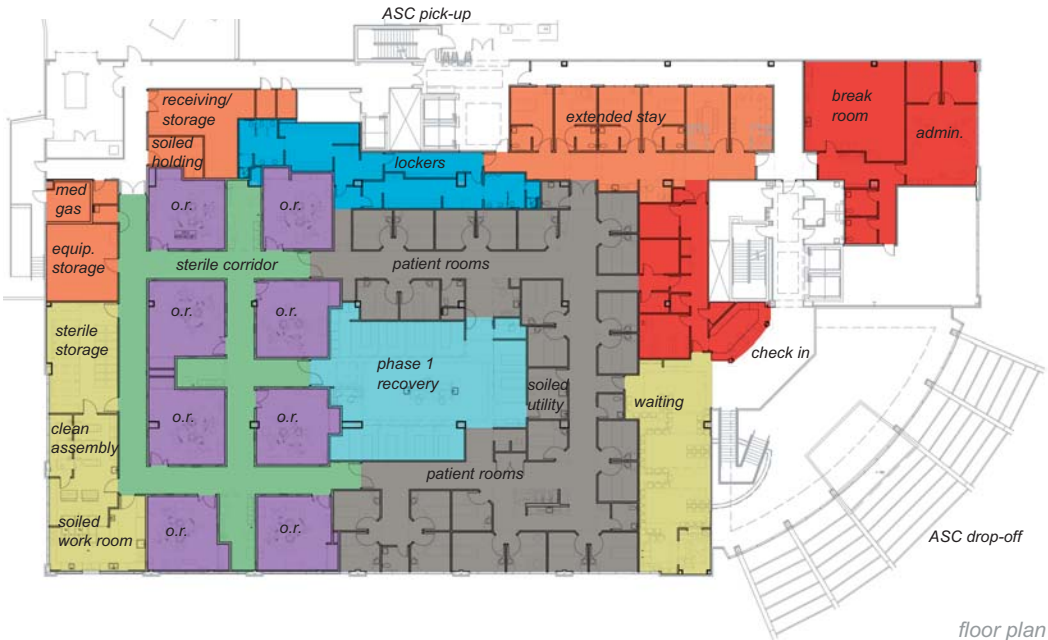 ASC pick-up
receiving/
storage
soiled
holding
extended stay
break
room
admin.
lockers
med
gas
o.r.
o.r.
equip.
storage
sterile corridor
patient rooms
o.r.
o.r.
sterile
storage
phase 1
recovery
check in
soiled
utility
waiting
o.r.
o.r.
clean
assembly
patient rooms
soiled
work room
o.r.
o.r.
ASC drop-off
floor plan